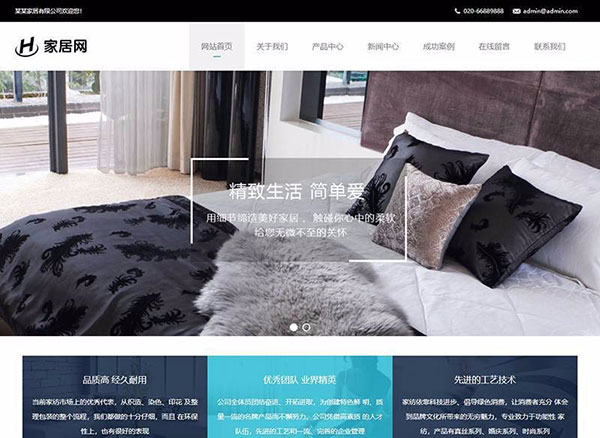 某某家居有限公司欢迎您!
020-66889888
admin@admin.com
H 家居网
网站首页
关于我们
产品中心
新闻中心
成功案例
在线留言
联系我们
精致生活 简单爱
用细节缔造美好家居，触碰你心中的柔软
给您无微不至的关怀
品质高 经久耐用
当前家纺市场上的优秀代表，从织造、染色、印花 及整
理包装的整个流程，我们都做的十分仔细，而且 在环保
性上，也有很好的表现
优秀团队 业界精英
公司全体员团结奋进、开拓进取，为创建特色鲜 明、质
量一流的名牌产品而不懈努力。公司凭借高素质 的人才
队伍，先进的工艺和一流、完善的企业管理
先进的工艺技术
家纺依靠科技进步、倡导绿色消费，让消费者充分 体会
到品牌文化所带来的无穷魅力，专业致力于功能性 家
纺，产品有真丝系列、婚庆系列、时尚系列